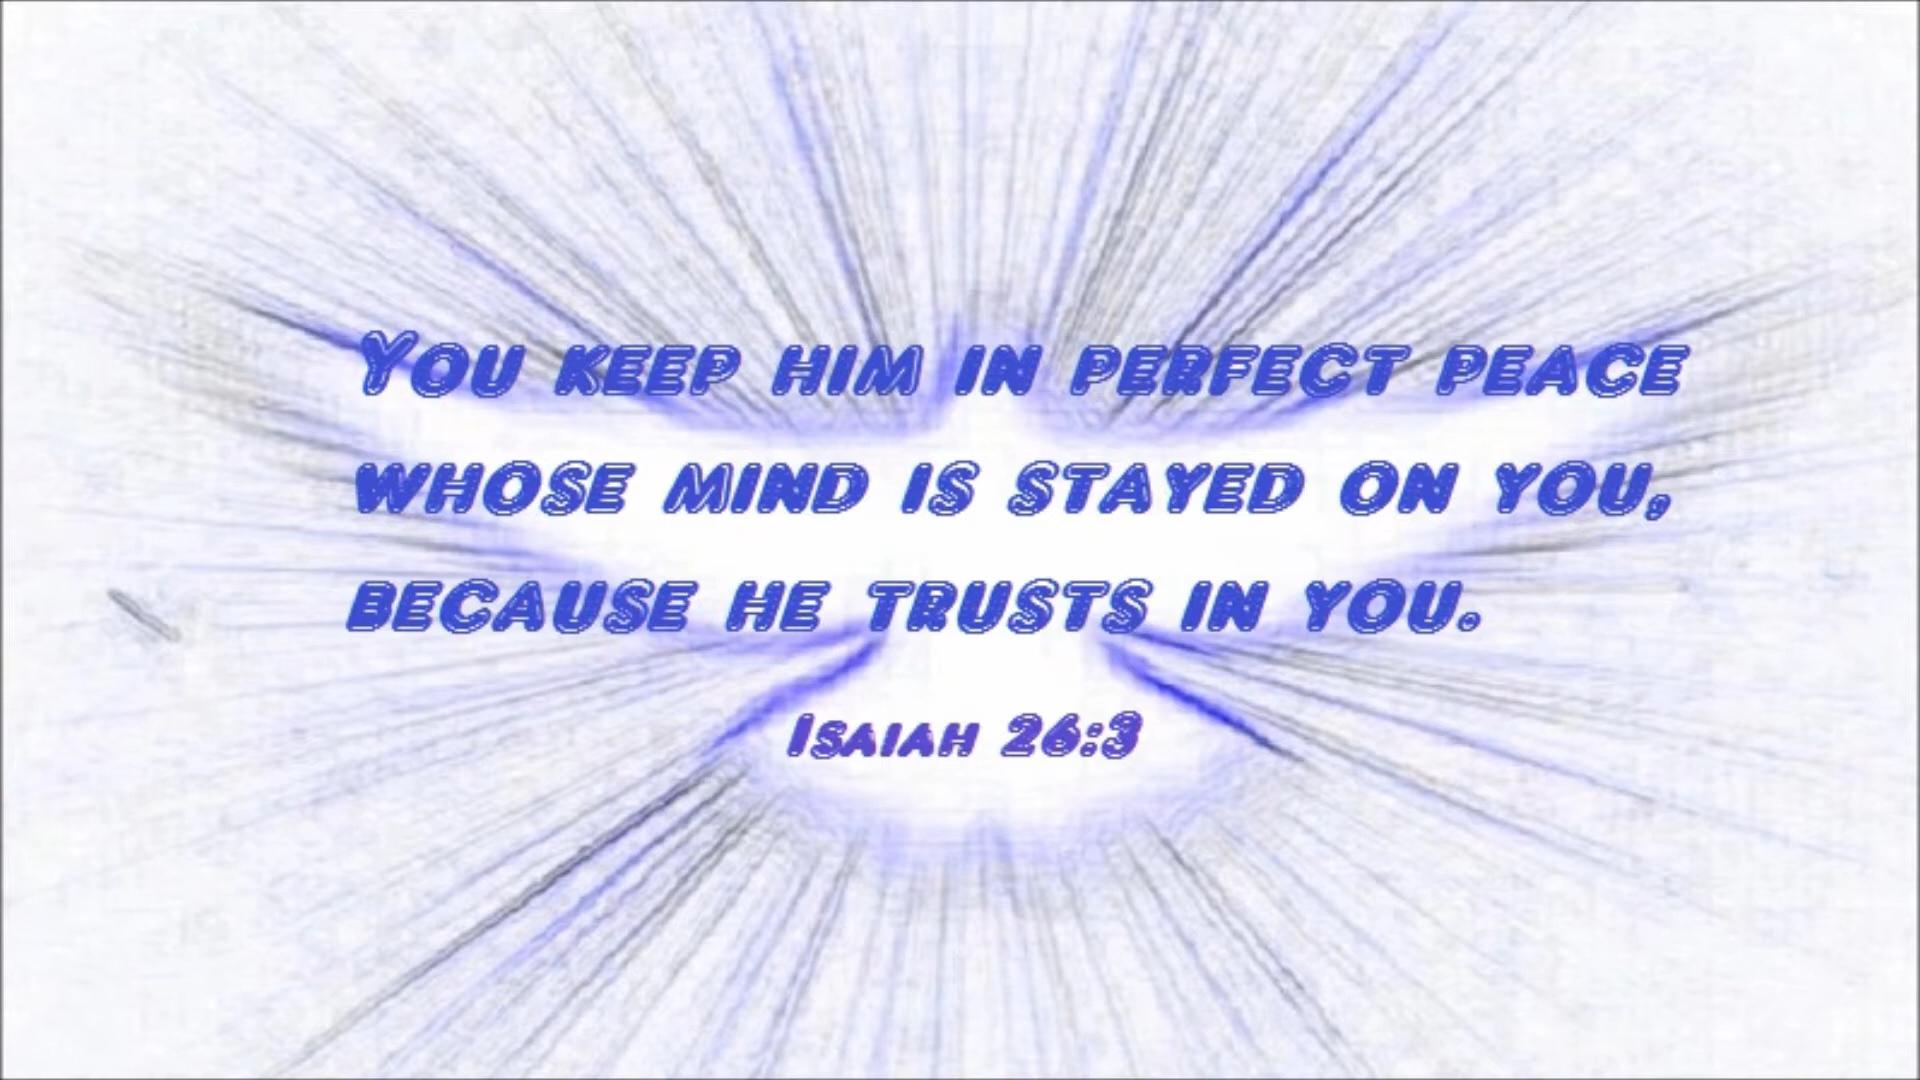 You keep him in perfect peace
whose mind is stayed on you,
because he trusts in you.
Isaiah 26:3